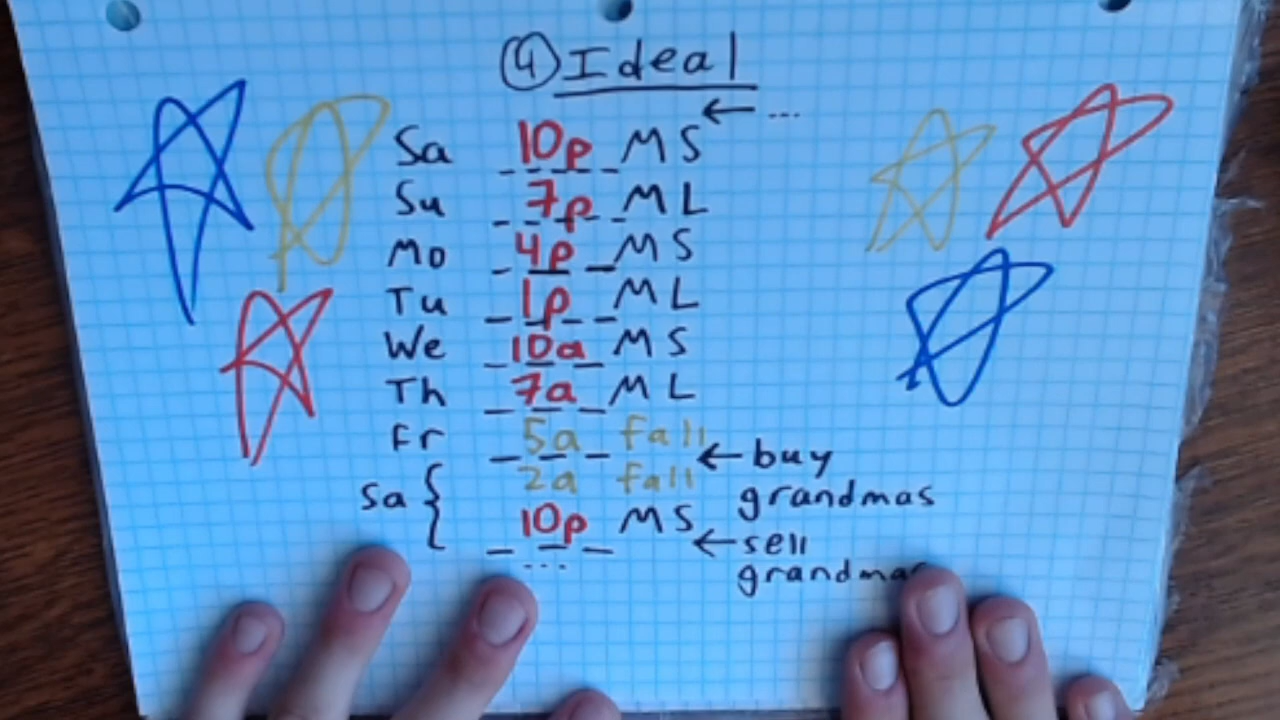 ④ Ideal
← ...
Sa 10p MS
Su 7p ML
Mo 4p MS
Tu 1p ML
We 10a MS
Th 7a ML
Fr 5a fall
← buy
Sa { 2a fall
grandmas
10p MS
← sell
...
grandma